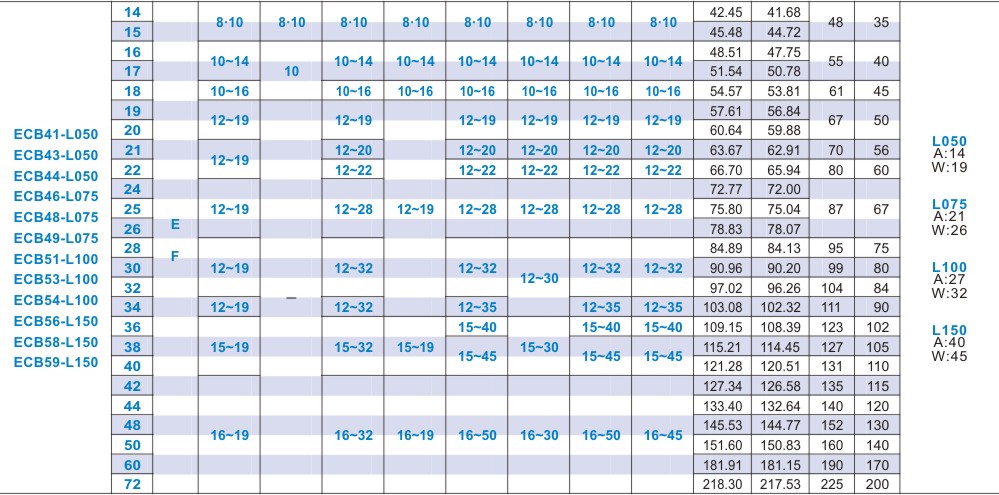 14 8·10 8·10 8·10 8·10 8·10 8·10 8·10 8·10 42.45 41.68 48 35
15 45.48 44.72
16 10~14 10~14 10~14 10~14 10~14 10~14 10~14 48.51 47.75 55 40
17 10 51.54 50.78
18 10~16 10~16 10~16 10~16 10~16 10~16 10~16 54.57 53.81 61 45
19 12~19 12~19 12~19 12~19 12~19 12~19 57.61 56.84 67 50
20 60.64 59.88
ECB41-L050
21 12~19 12~20 12~20 12~20 12~20 12~20 63.67 62.91 70 56
L050
A:14
ECB43-L050
22 12~22 12~22 12~22 12~22 12~22 66.70 65.94 80 60
W:19
ECB44-L050
24 72.77 72.00
ECB46-L075
25 12~19 12~28 12~19 12~28 12~28 12~28 12~28 75.80 75.04 87 67
L075
A:21
ECB48-L075
26 E 78.83 78.07
W:26
ECB49-L075
28 F 84.89 84.13 95 75
ECB51-L100
30 12~19 12~32 12~32 12~30 12~32 12~32 90.96 90.20 99 80
L100
A:27
ECB53-L100
32 97.02 96.26 104 84
W:32
ECB54-L100
–
34 12~19 12~32 12~35 12~35 12~35 103.08 102.32 111 90
ECB56-L150
36 15~40 15~40 15~40 109.15 108.39 123 102
L150
A:40
ECB58-L150
38 15~19 15~32 15~19 15~45 15~30 15~45 15~45 115.21 114.45 127 105
W:45
ECB59-L150
40 121.28 120.51 131 110
42 127.34 126.58 135 115
44 133.40 132.64 140 120
48 16~19 16~32 16~19 16~50 16~30 16~50 16~45 145.53 144.77 152 130
50 151.60 150.83 160 140
60 181.91 181.15 190 170
72 218.30 217.53 225 200